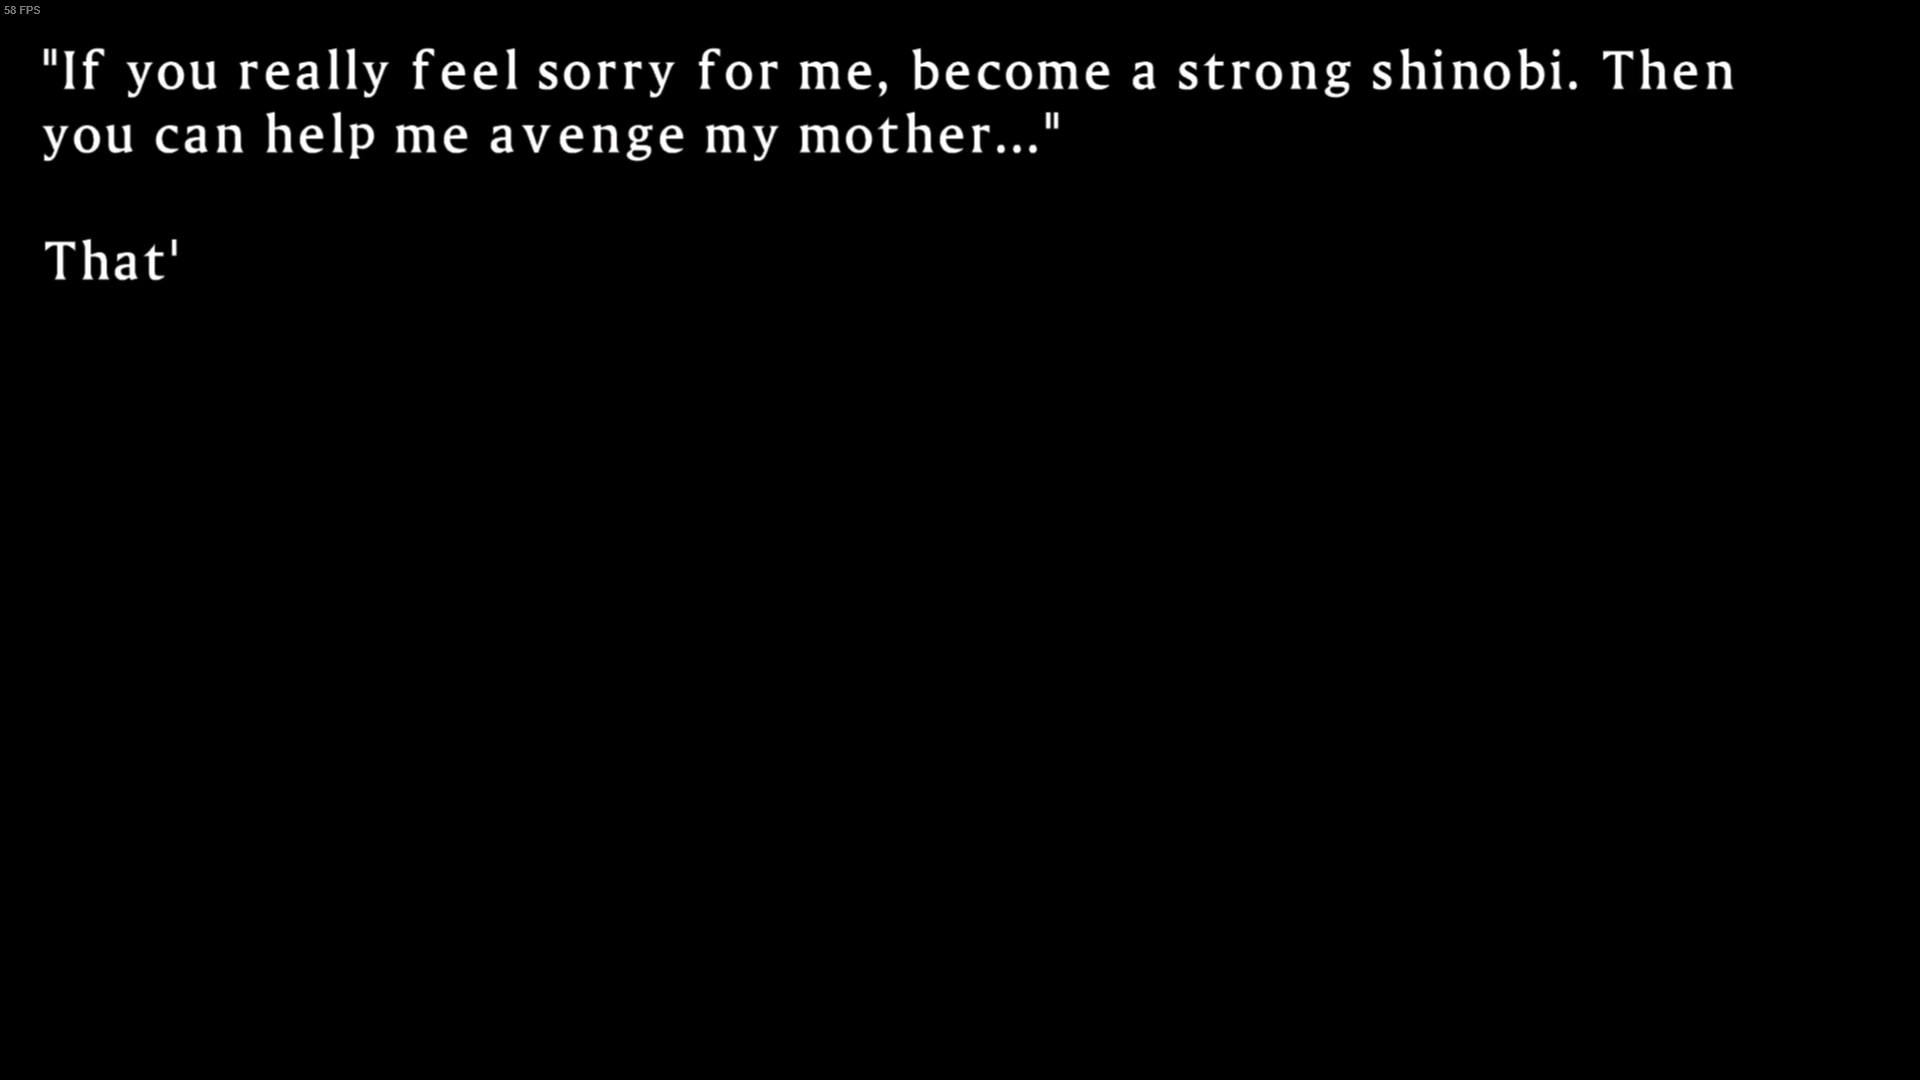 58 FPS
"If you really feel sorry for me, become a strong shinobi. Then
you can help me avenge my mother..."
That'